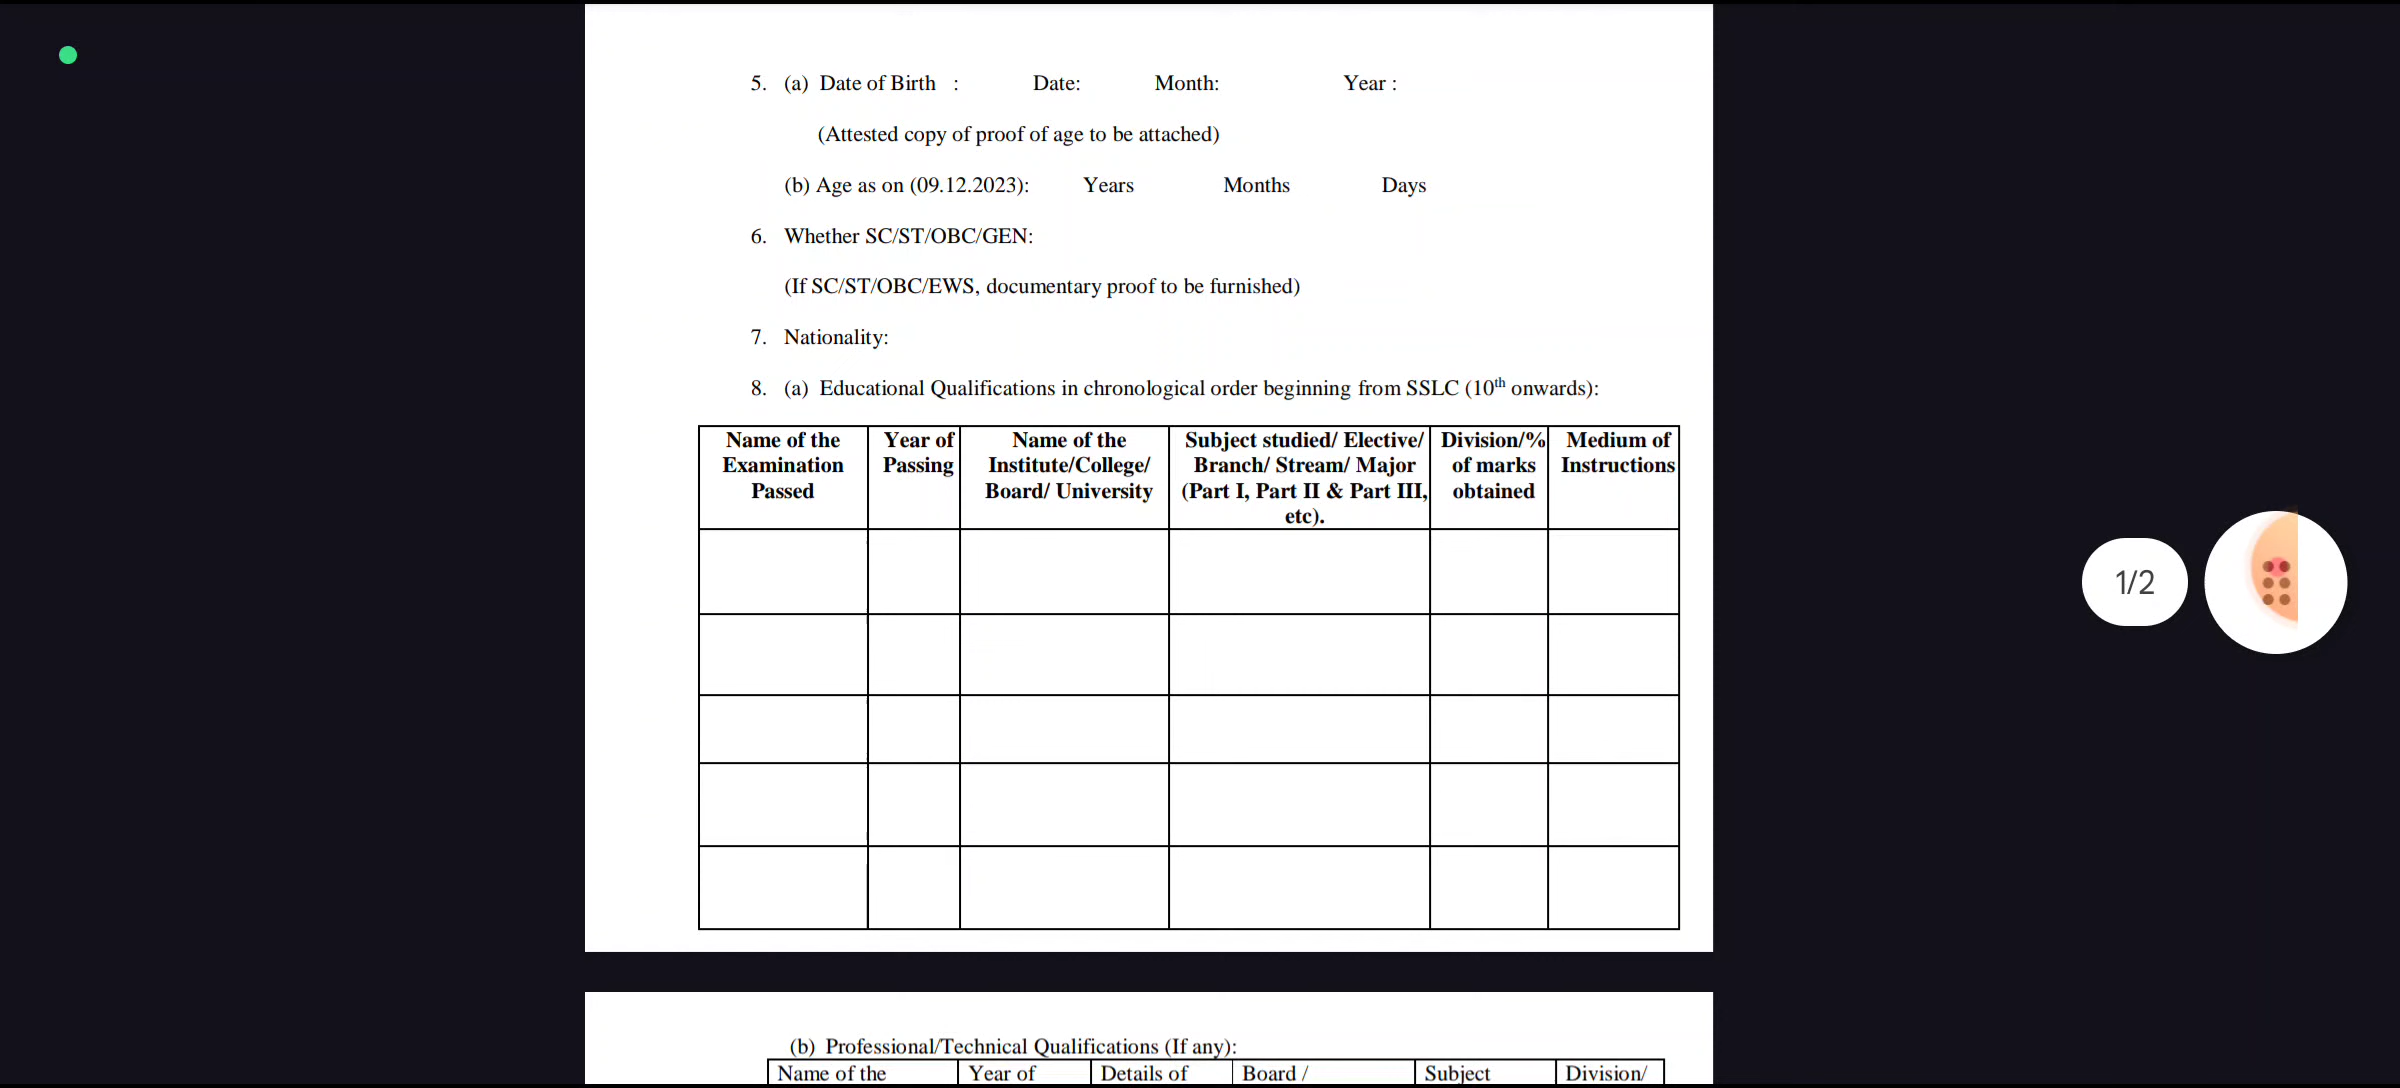 5. (a) Date of Birth : Date: Month: Year :
(Attested copy of proof of age to be attached)
(b) Age as on (09.12.2023): Years Months Days
6. Whether SC/ST/OBC/GEN:
(If SC/ST/OBC/EWS, documentary proof to be furnished)
7. Nationality:
8. (a) Educational Qualifications in chronological order beginning from SSLC (10th onwards):
Name of the Year of Name of the Subject studied/ Elective/ Division/% Medium of
Examination Passing Institute/College/ Branch/ Stream/ Major of marks Instructions
Passed Board/ University (Part I, Part II & Part III, obtained
etc).
1/2
(b) Professional/Technical Qualifications (If any):
Name of the Year of Details of Board / Subject Division/